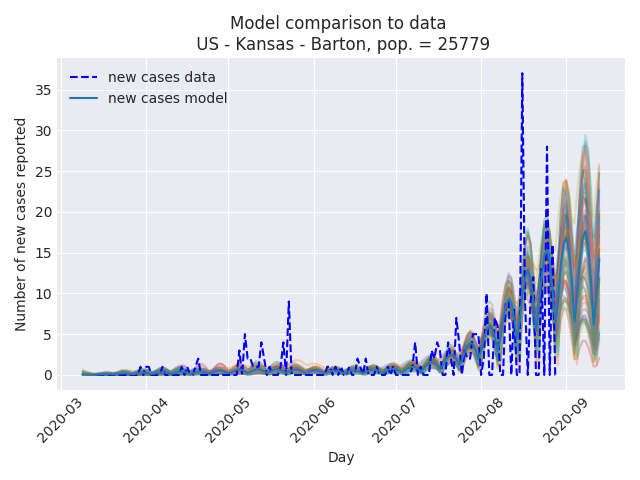 Model comparison to data
US - Kansas - Barton, pop. = 25779
new cases data
new cases model
Number of new cases reported
35
30
25
20
15
10
5
0
2020-03
2020-04
2020-05
2020-06
2020-07
2020-08
2020-09
Day